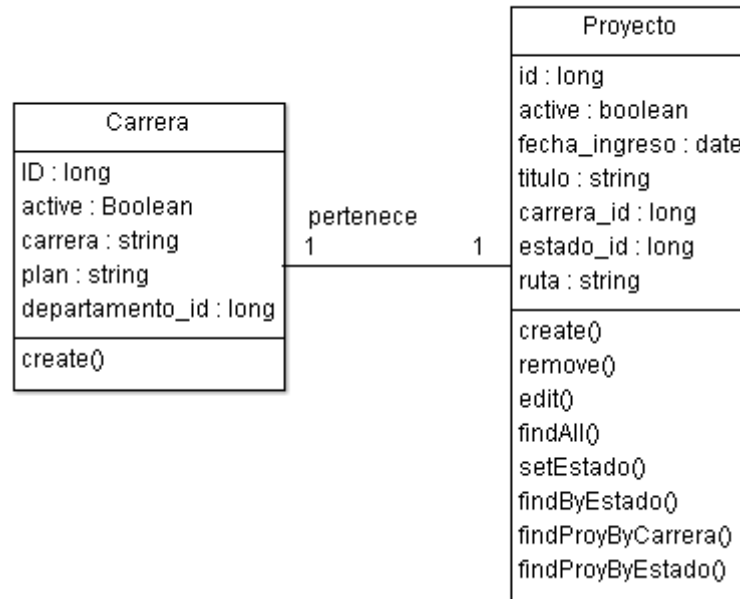 Carrera
ID : long
active : Boolean
carrera : string
plan : string
departamento_id : long
create()
pertenece
1
1
Proyecto
id : long
active : boolean
fecha_ingreso : date
titulo : string
carrera_id : long
estado_id : long
ruta : string
create()
remove()
edit()
findAll()
setEstado()
findByEstado()
findProyByCarrera()
findProyByEstado()